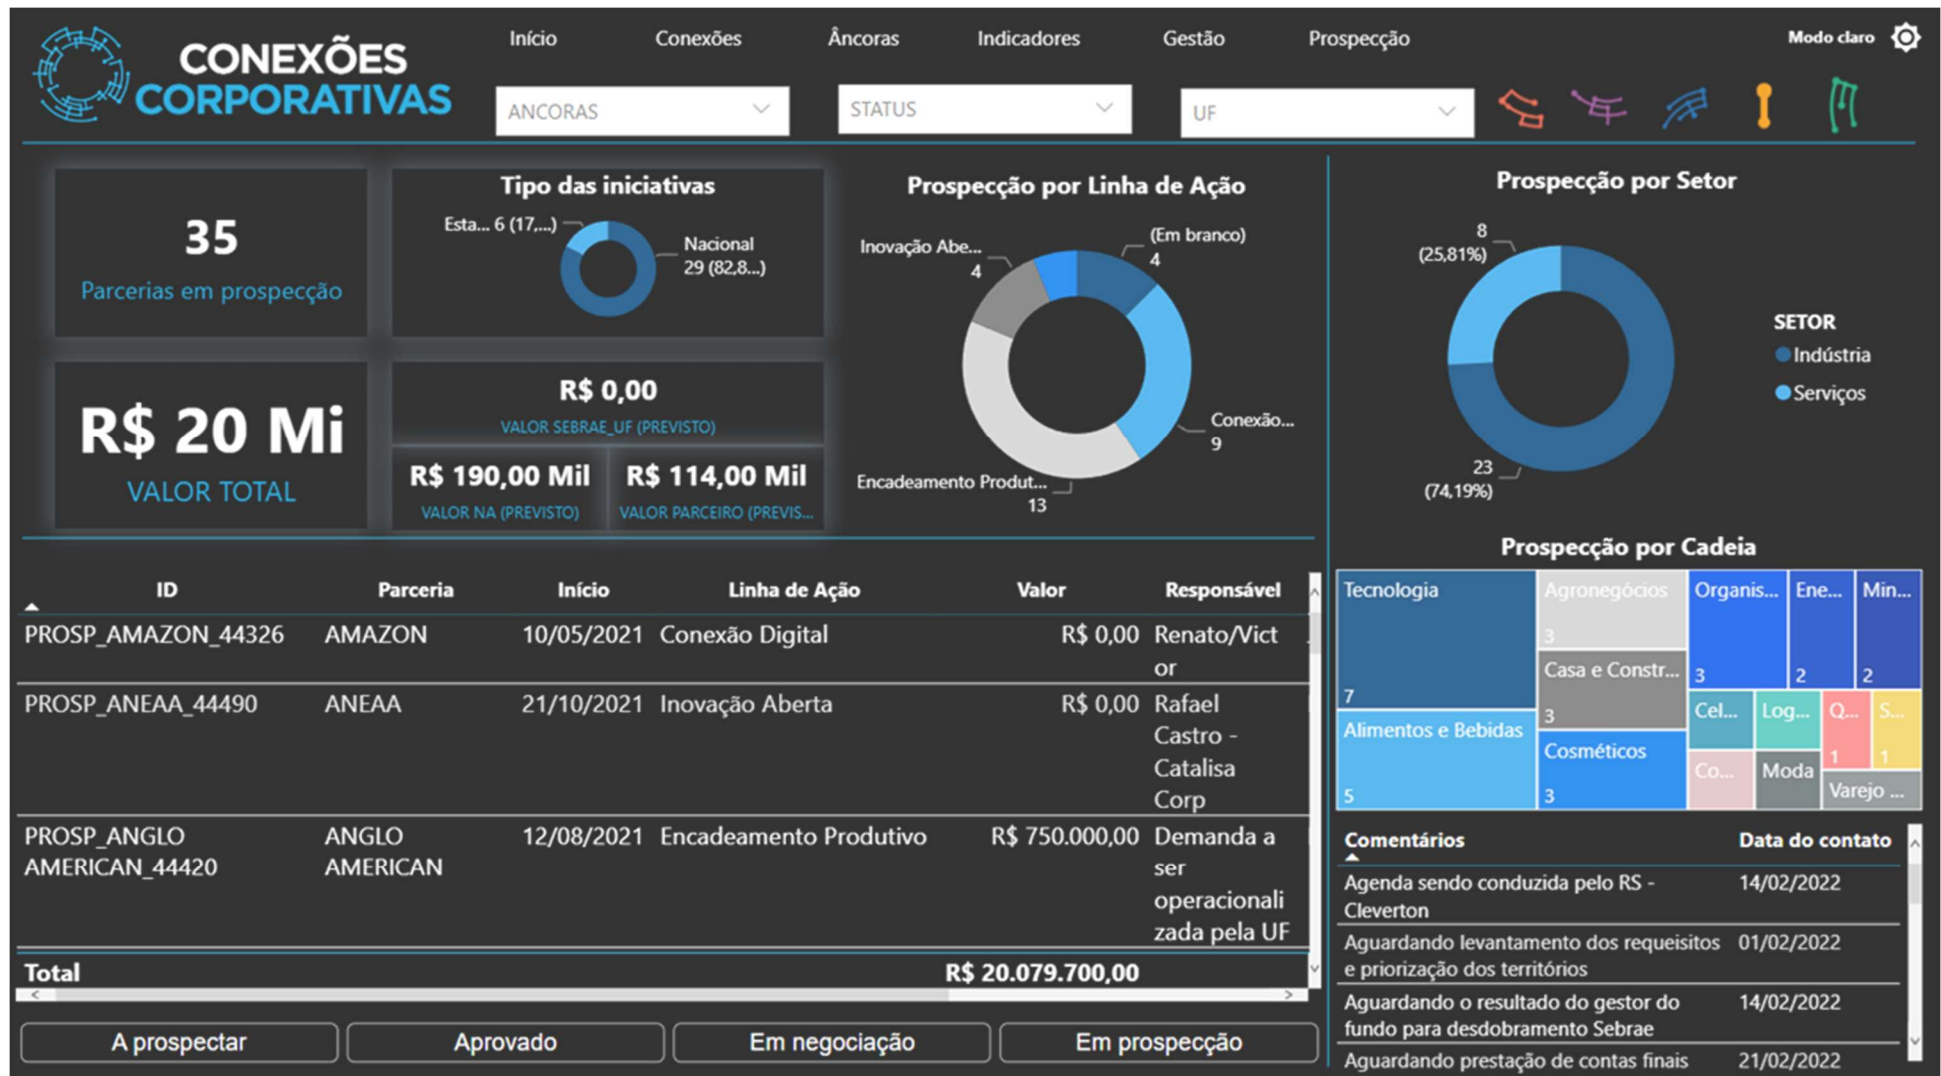 CONEXÕES
CORPORATIVAS
Início
Conexões
Âncoras
Indicadores
Gestão
Prospecção
Modo claro
ANCORAS
STATUS
UF
35
Parcerias em prospecção
Tipo das iniciativas
Esta... 6 (17,...)
Nacional
29 (82,8...)
R$ 20 Mi
VALOR TOTAL
R$ 0,00
VALOR SEBRAE_UF (PREVISTO)
R$ 190,00 Mil
VALOR NA (PREVISTO)
R$ 114,00 Mil
VALOR PARCEIRO (PREVIS...
Prospecção por Linha de Ação
Inovação Abe...
4
(Em branco)
4
Conexão...
9
Encadeamento Produt...
13
Prospecção por Setor
8
(25,81%)
23
(74,19%)
SETOR
Indústria
Serviços
ID Parceria Início Linha de Ação Valor Responsável
PROSP_AMAZON_44326 AMAZON 10/05/2021 Conexão Digital R$ 0,00 Renato/Vict
or
PROSP_ANEAA_44490 ANEAA 21/10/2021 Inovação Aberta R$ 0,00 Rafael
Castro -
Catalisa
Corp
PROSP_ANGLO ANGLO 12/08/2021 Encadeamento Produtivo R$ 750.000,00 Demanda a
AMERICAN_44420 AMERICAN ser
operacionali
zada pela UF
Total R$ 20.079.700,00
A prospectar
Aprovado
Em negociação
Em prospecção
Prospecção por Cadeia
Tecnologia
7
Alimentos e Bebidas
5
Agronegócios
3
Casa e Constr...
3
Cosméticos
3
Organis...
3
Ene...
2
Min...
2
Cel...
Log...
Q...
1
S...
1
Co...
Moda
Varejo ...
Comentários Data do contato
Agenda sendo conduzida pelo RS - 14/02/2022
Cleverton
Aguardando levantamento dos requeisitos 01/02/2022
e priorização dos territórios
Aguardando o resultado do gestor do 14/02/2022
fundo para desdobramento Sebrae
Aguardando prestação de contas finais 21/02/2022